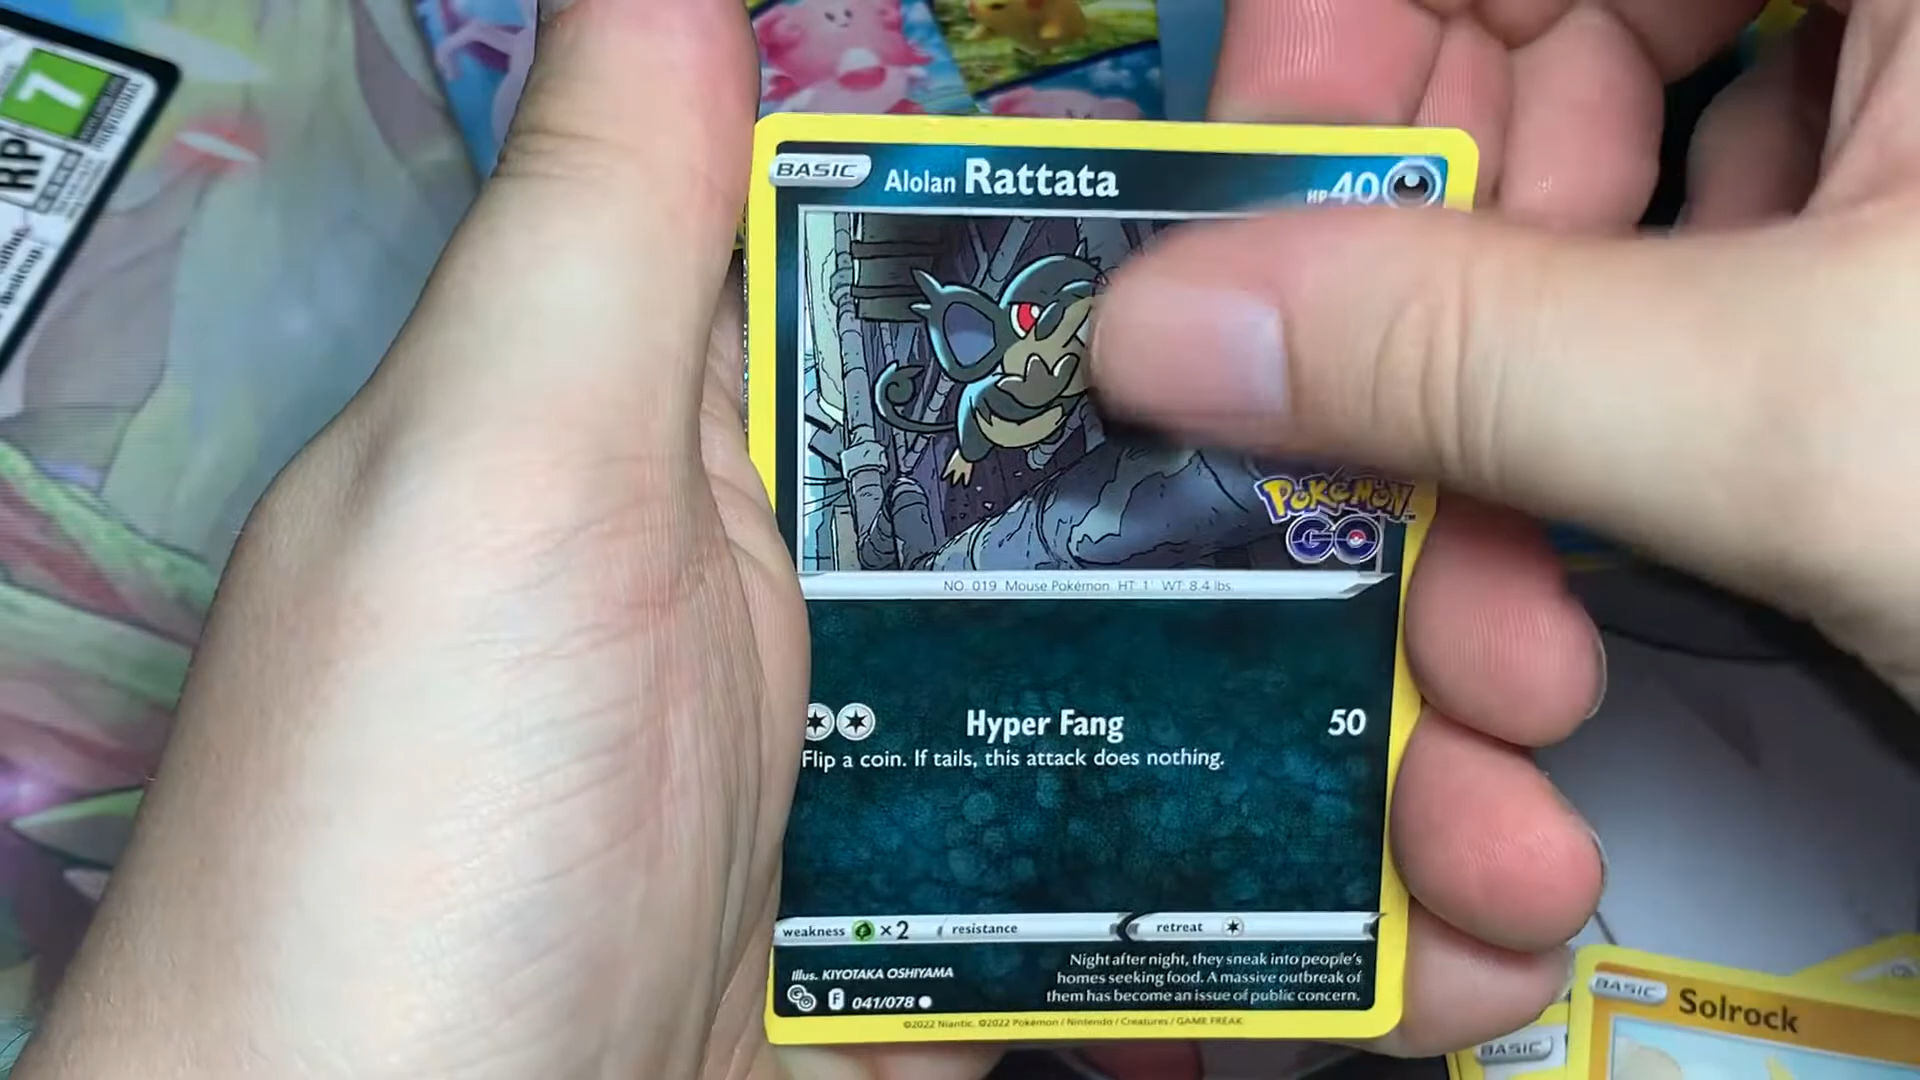 7
RP
BASIC
Alolan Rattata
HP 40
POKÉMON
GO
NO. 019 Mouse Pokémon HT: 1' WT: 8.4 lbs.
Hyper Fang 50
Flip a coin. If tails, this attack does nothing.
weakness ×2 resistance retreat
Illus. KIYOTAKA OSHIYAMA
Night after night, they sneak into people's
homes seeking food. A massive outbreak of
them has become an issue of public concern.
F 041/078
©2022 Niantic. ©2022 Pokémon / Nintendo / Creatures / GAME FREAK
BASIC Solrock
BASIC